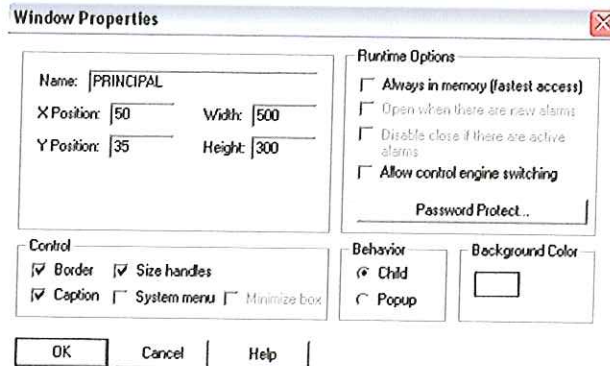 Window Properties
Name: PRINCIPAL
X Position: 50 Width: 500
Y Position: 35 Height: 300
Runtime Options
Always in memory (fastest access)
Open when there are new alarms
Disable close if there are active
alarms
Allow control engine switching
Password Protect...
Control
Border Size handles
Caption System menu Minimize box
Behavior
Child
Popup
Background Color
OK Cancel Help